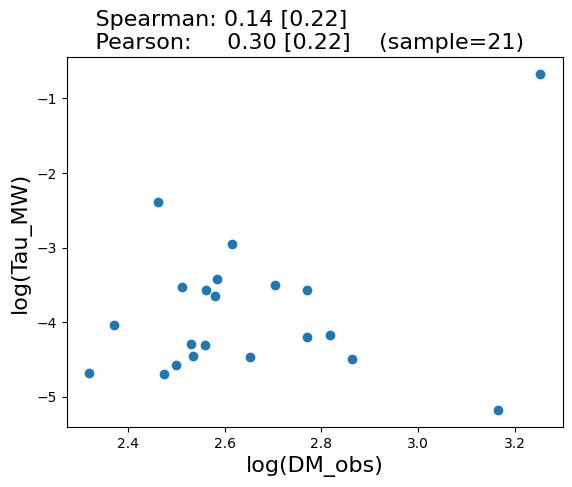 Spearman: 0.14 [0.22]
Pearson: 0.30 [0.22] (sample=21)
−1
−2
−3
−4
−5
log(Tau_MW)
2.4 2.6 2.8 3.0 3.2
log(DM_obs)